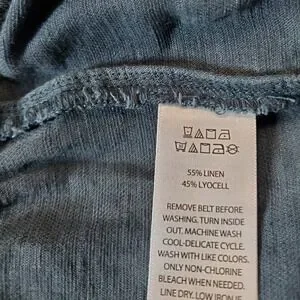 55% LINEN
45% LYOCELL
REMOVE BELT BEFORE
WASHING. TURN INSIDE
OUT. MACHINE WASH
COOL-DELICATE CYCLE.
WASH WITH LIKE COLORS.
ONLY NON-CHLORINE
BLEACH WHEN NEEDED.
LINE DRY. LOW IRON IF